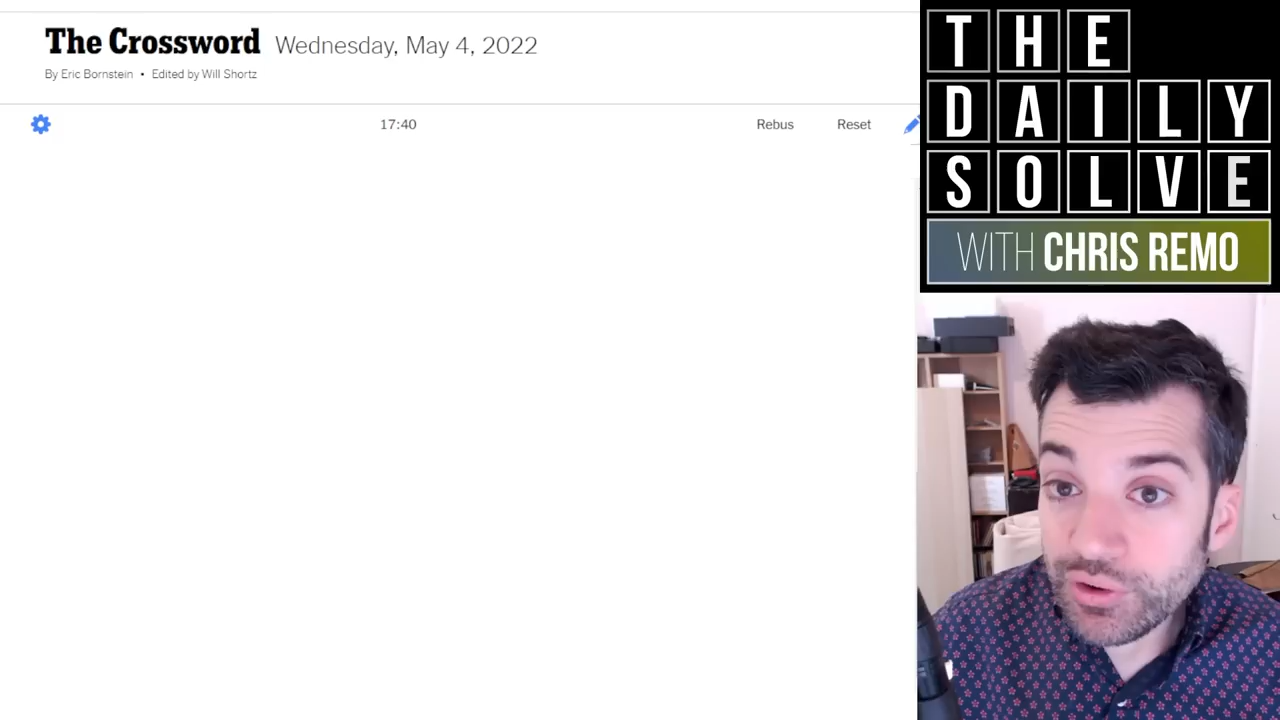 The Crossword Wednesday, May 4, 2022
By Eric Bornstein • Edited by Will Shortz
17:40 Rebus Reset
THE
DAILY
SOLVE
WITH CHRIS REMO